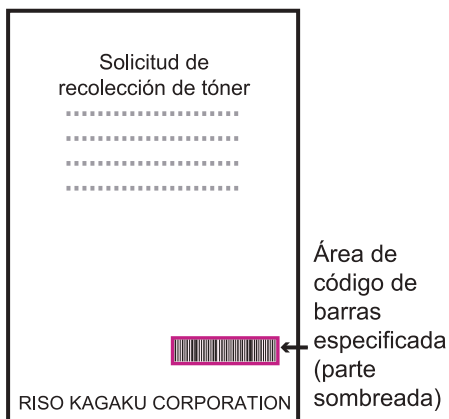 Solicitud de
recolección de tóner
RISO KAGAKU CORPORATION
Área de
código de
barras
especificada
(parte
sombreada)